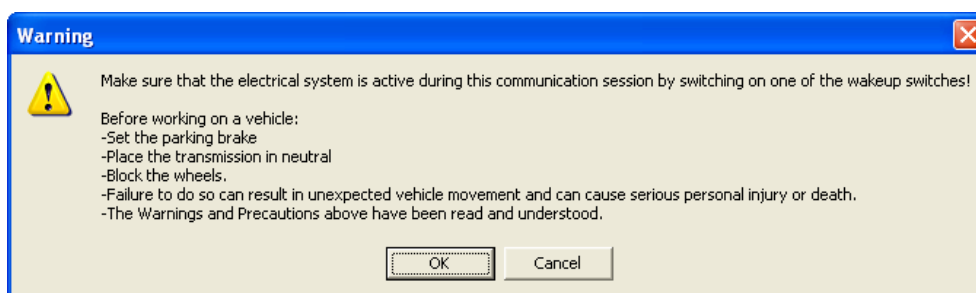 Warning
Make sure that the electrical system is active during this communication session by switching on one of the wakeup switches!
Before working on a vehicle:
-Set the parking brake
-Place the transmission in neutral
-Block the wheels.
-Failure to do so can result in unexpected vehicle movement and can cause serious personal injury or death.
-The Warnings and Precautions above have been read and understood.
OK
Cancel